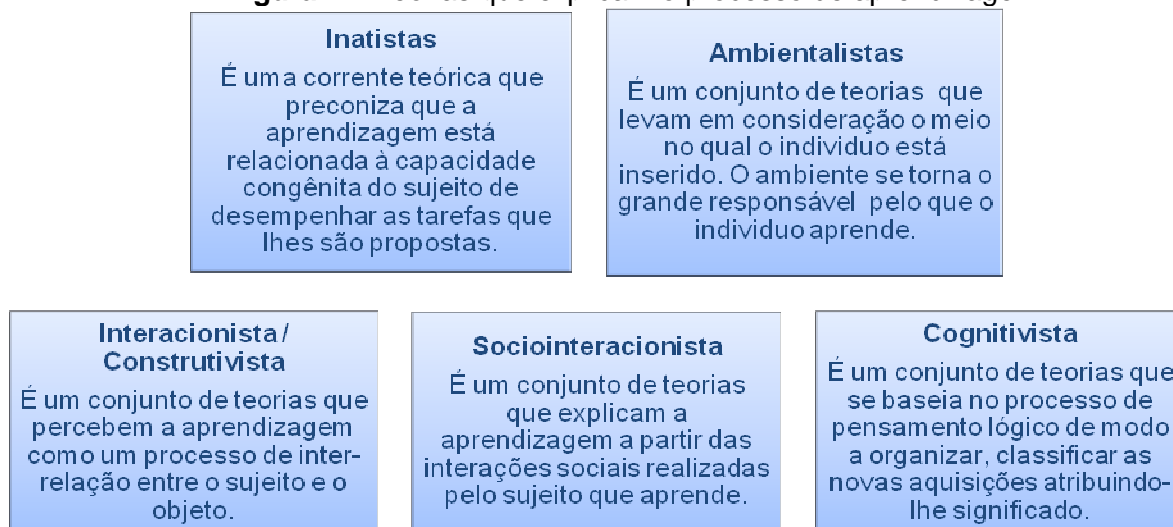 que explicam o processo de aprendizagem
Inatistas
É uma corrente teórica que
preconiza que a
aprendizagem está
relacionada à capacidade
congênita do sujeito de
desempenhar as tarefas que
lhes são propostas.
Ambientalistas
É um conjunto de teorias que
levam em consideração o meio
no qual o individuo está
inserido. O ambiente se torna o
grande responsável pelo que o
individuo aprende.
Interacionista/
Construtivista
É um conjunto de teorias que
percebem a aprendizagem
como um processo de inter-
relação entre o sujeito e o
objeto.
Sociointeracionista
É um conjunto de teorias
que explicam a
aprendizagem a partir das
interações sociais realizadas
pelo sujeito que aprende.
Cognitivista
É um conjunto de teorias que
se baseia no processo de
pensamento lógico de modo
a organizar, classificar as
novas aquisições atribuindo-
lhe significado.